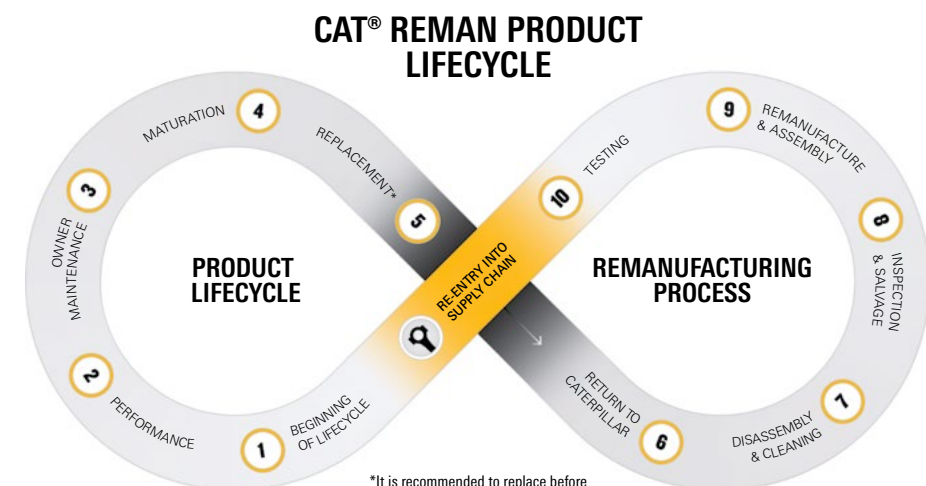 CAT® REMAN PRODUCT
LIFECYCLE
PRODUCT
LIFECYCLE
1
BEGINNING
OF LIFECYCLE
2
PERFORMANCE
3
OWNER
MAINTENANCE
4
MATURATION
5
REPLACEMENT*
REMANUFACTURING
PROCESS
6
RETURN TO
CATERPILLAR
7
DISASSEMBLY
& CLEANING
8
INSPECTION
& SALVAGE
9
REMANUFACTURE
& ASSEMBLY
10
TESTING
RE-ENTRY INTO
SUPPLY CHAIN
*It is recommended to replace before